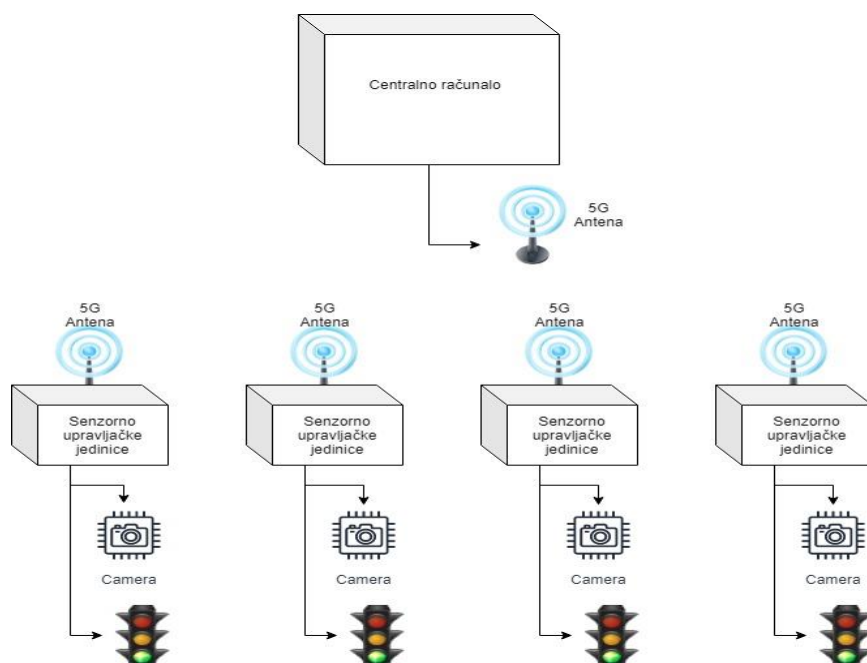 Centralno računalo
5G
Antena
5G
Antena
5G
Antena
5G
Antena
5G
Antena
Senzorno
upravljačke
jedinice
Senzorno
upravljačke
jedinice
Senzorno
upravljačke
jedinice
Senzorno
upravljačke
jedinice
Camera
Camera
Camera
Camera